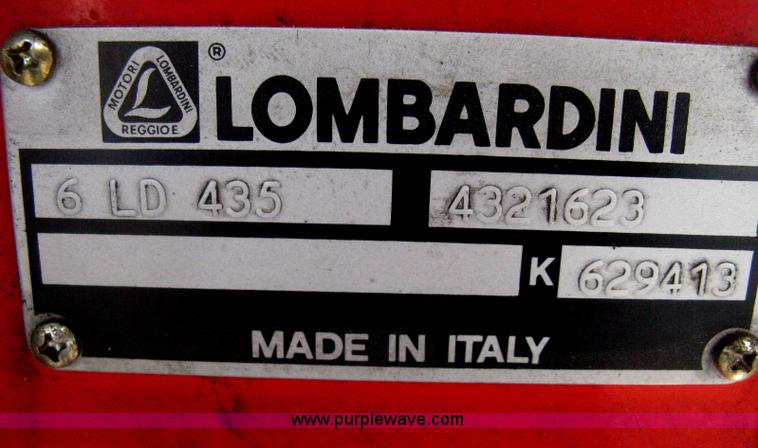 MOTORI LOMBARDINI
REGGIO E.
® LOMBARDINI
6 LD 435 4321623
K 629413
MADE IN ITALY
www.purplewave.com